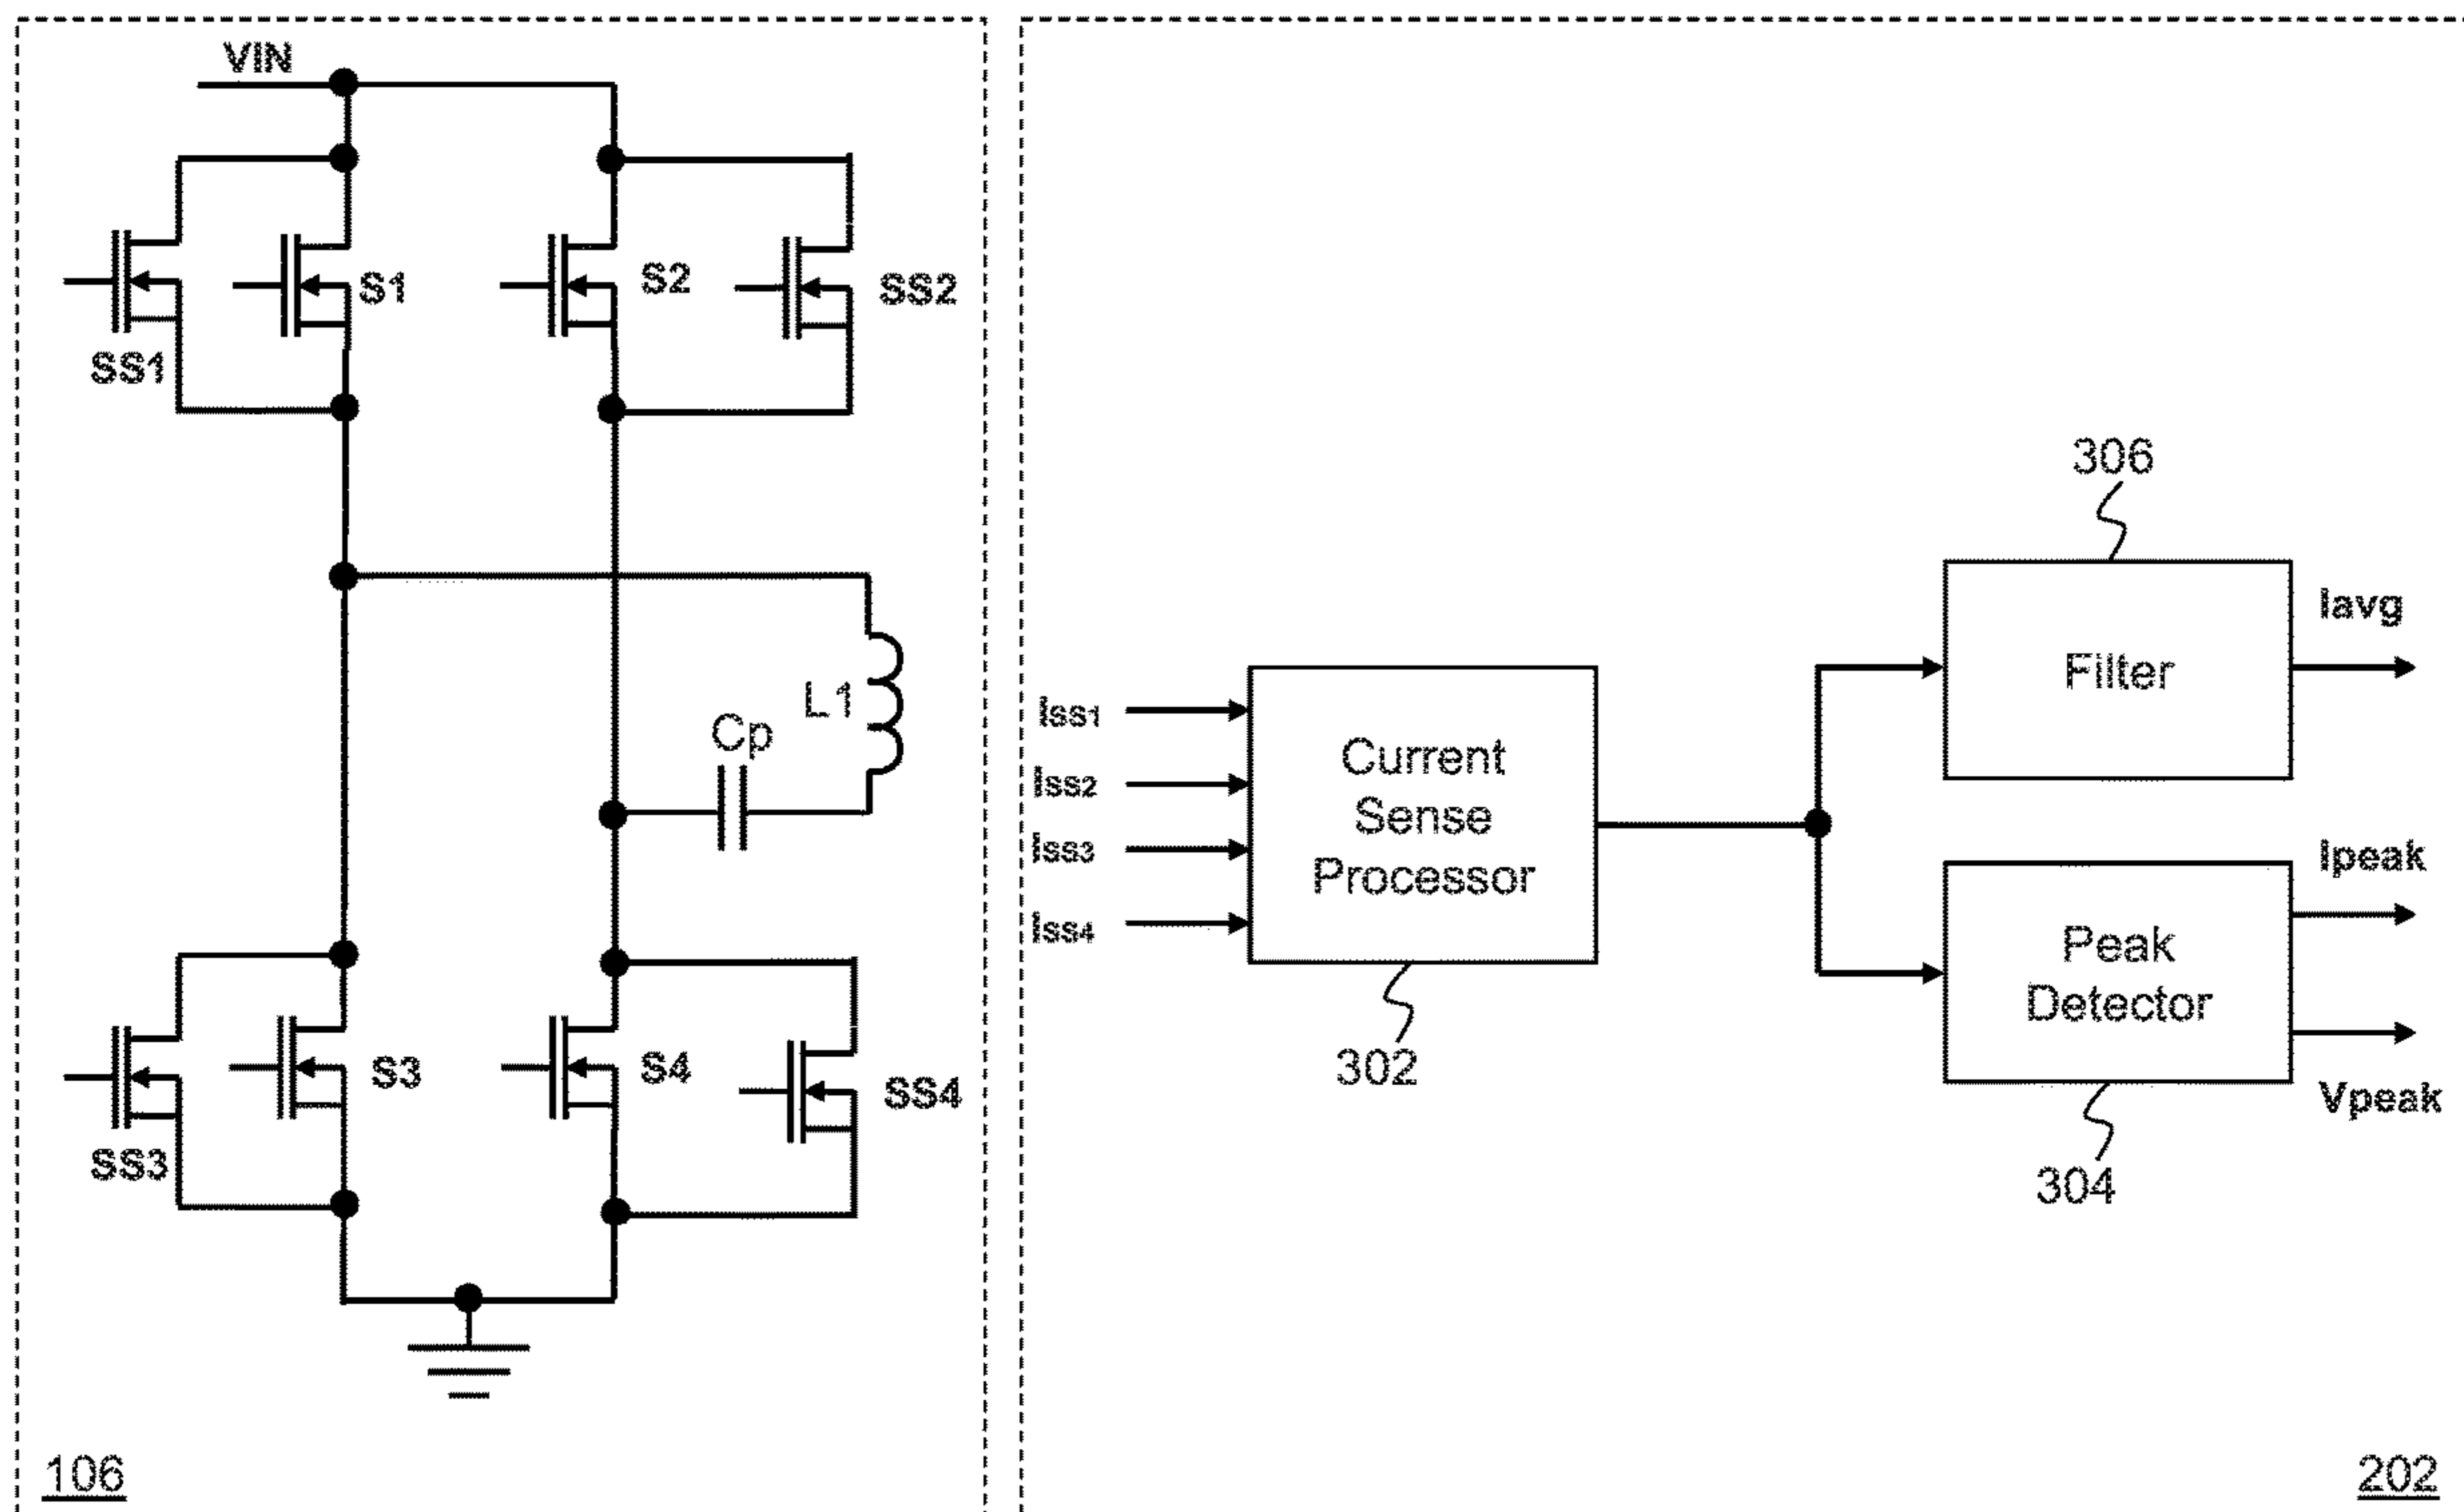 VIN
S1
S2
SS2
SS1
L1
Cp
S3
S4
SS4
SS3
106
306
Iavg
Filter
ISS1
ISS2
ISS3
ISS4
Current
Sense
Processor
302
Ipeak
Peak
Detector
Vpeak
304
202